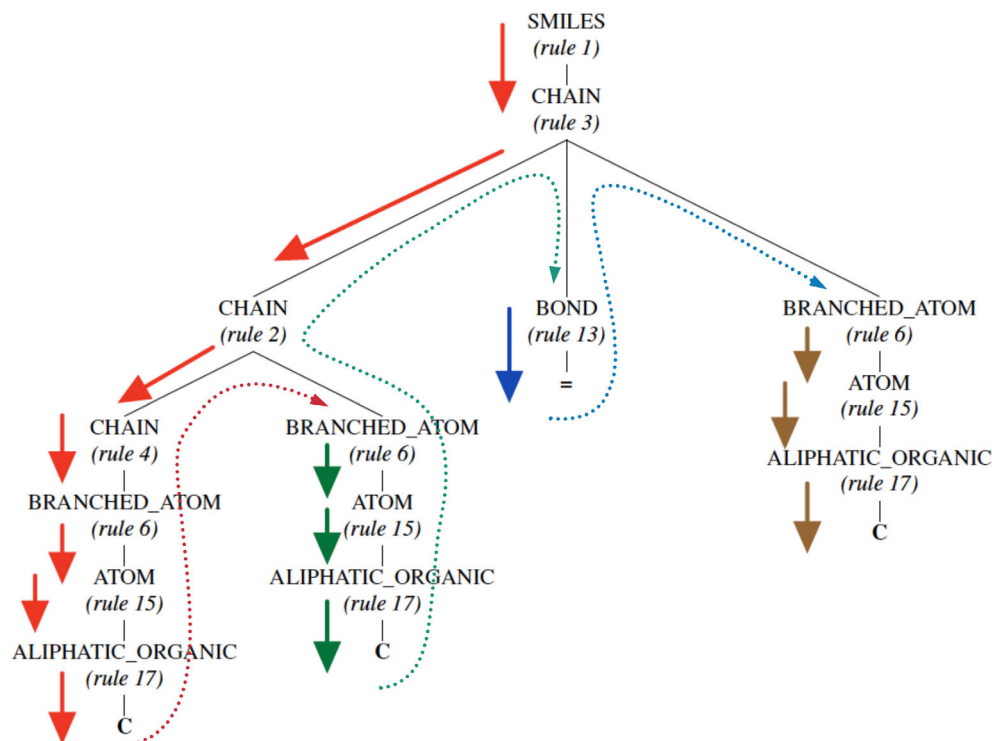 SMILES
(rule 1)
CHAIN
(rule 3)
CHAIN
(rule 2)
BOND
(rule 13)
=
BRANCHED_ATOM
(rule 6)
ATOM
(rule 15)
ALIPHATIC_ORGANIC
(rule 17)
C
CHAIN
(rule 4)
BRANCHED_ATOM
(rule 6)
ATOM
(rule 15)
ALIPHATIC_ORGANIC
(rule 17)
C
BRANCHED_ATOM
(rule 6)
ATOM
(rule 15)
ALIPHATIC_ORGANIC
(rule 17)
C